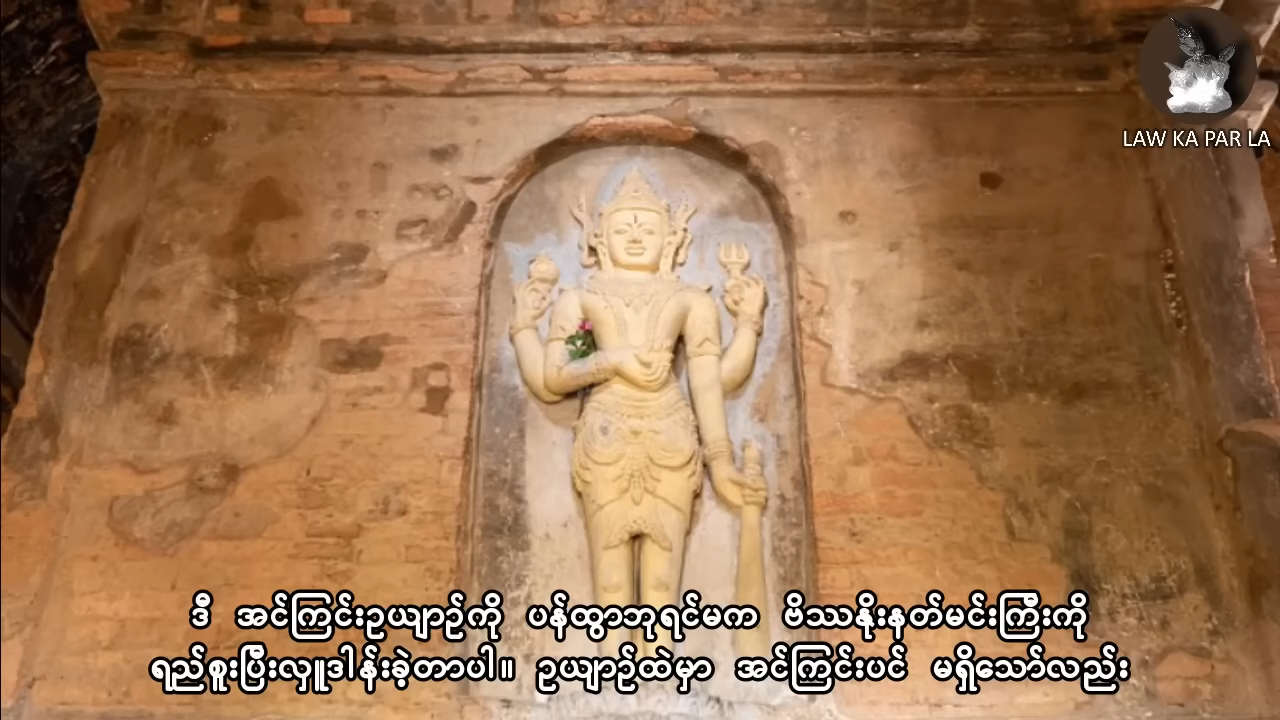 LAW KA PAR LA
ဒီ အင်ကြင်းဥယျာဉ်ကို ပန်ထွာဘုရင်မက ဗိဿနိုးနတ်မင်းကြီးကို
ရည်စူးပြီးလှူဒါန်းခဲ့တာပါ။ ဥယျာဉ်ထဲမှာ အင်ကြင်းပင် မရှိသော်လည်း